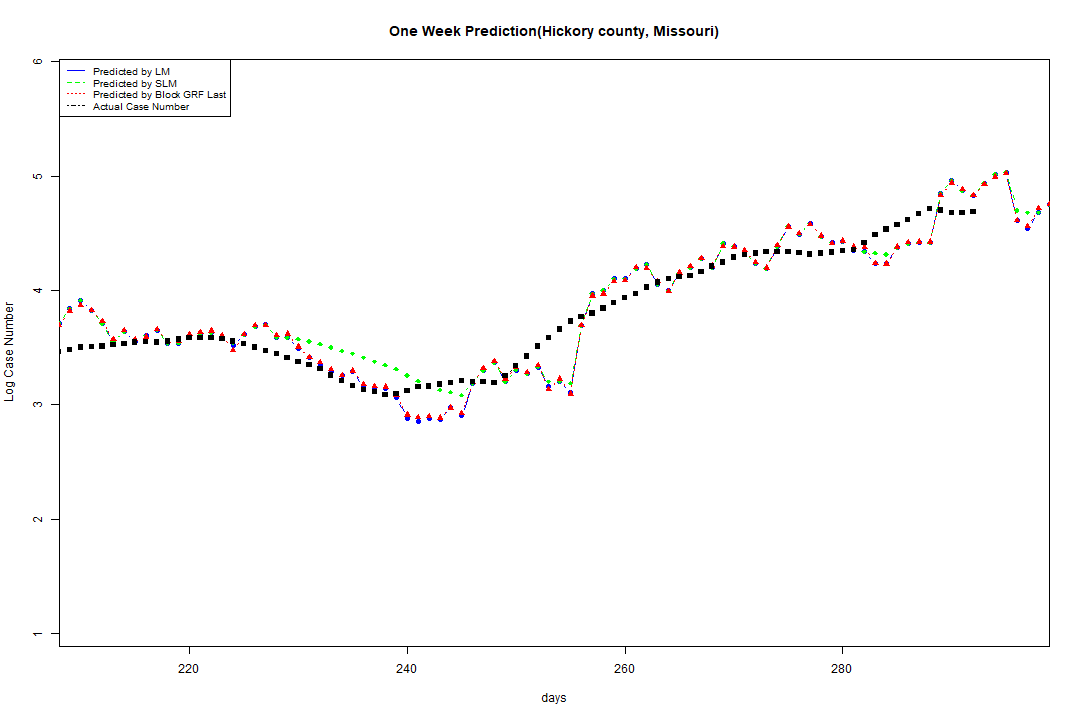 One Week Prediction(Hickory county, Missouri)
Predicted by LM
Predicted by SLM
Predicted by Block GRF Last
Actual Case Number
6
5
4
3
2
1
Log Case Number
220 240 260 280
days